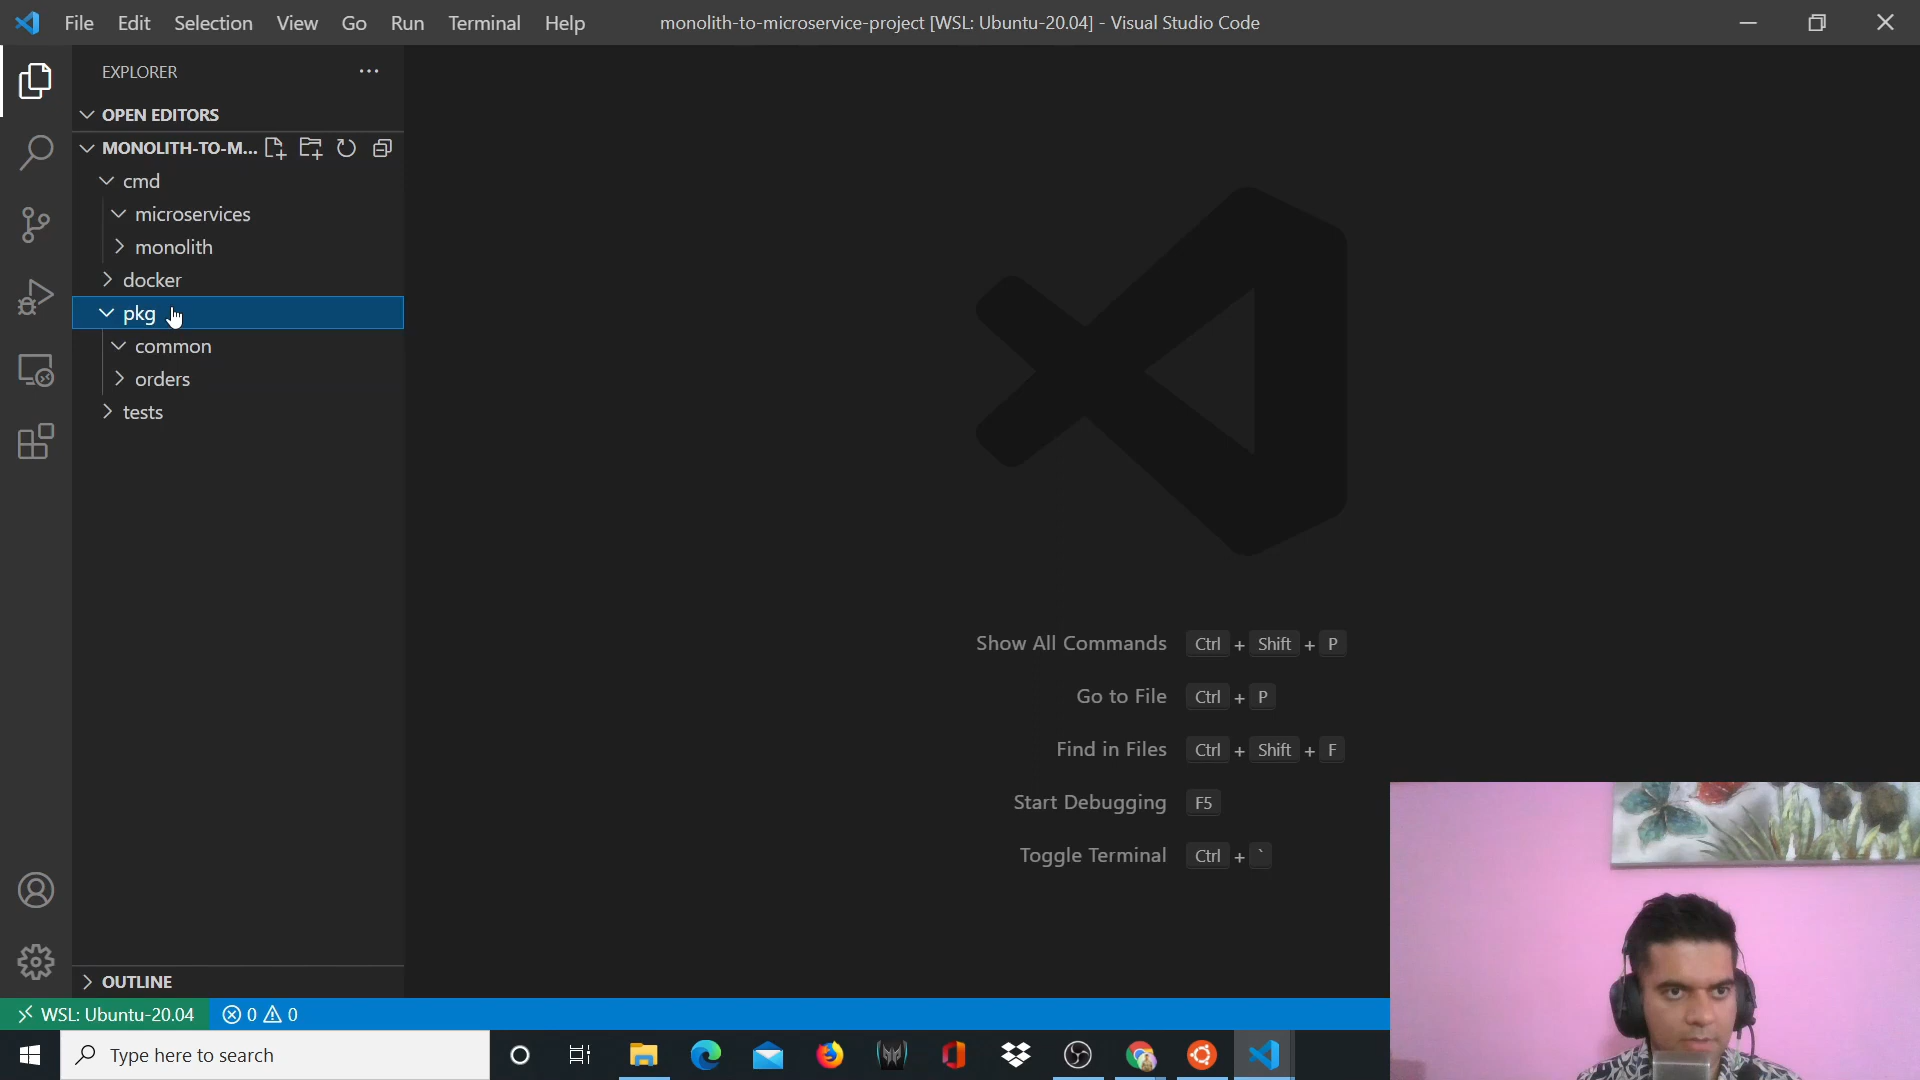 File Edit Selection View Go Run Terminal Help
monolith-to-microservice-project [WSL: Ubuntu-20.04] - Visual Studio Code
EXPLORER
OPEN EDITORS
MONOLITH-TO-M...
cmd
microservices
monolith
docker
pkg
common
orders
tests
Show All Commands Ctrl + Shift + P
Go to File Ctrl + P
Find in Files Ctrl + Shift + F
Start Debugging F5
Toggle Terminal Ctrl + `
OUTLINE
WSL: Ubuntu-20.04 0 0
Type here to search